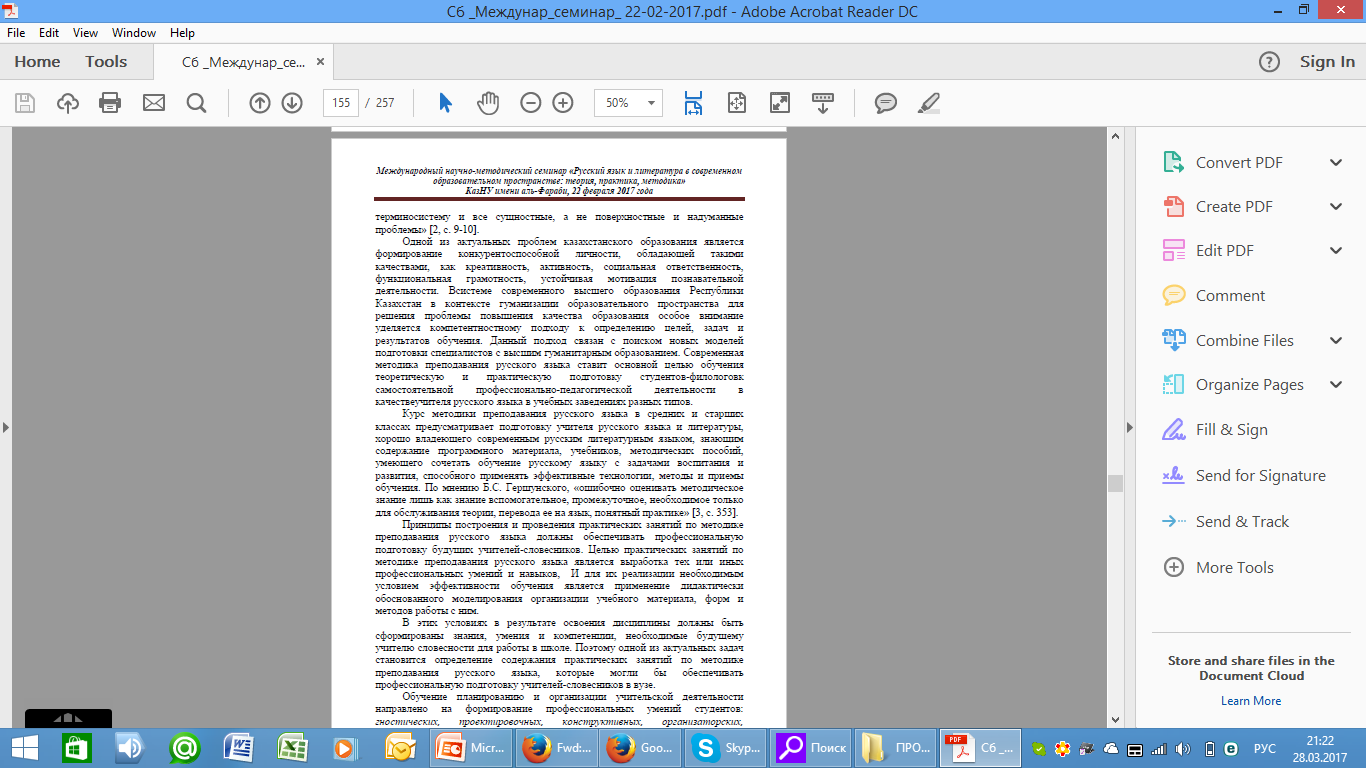 Сб _Междунар_семинар_ 22-02-2017.pdf - Adobe Acrobat Reader DC
File Edit View Window Help
Home Tools Сб _Междунар_се... × Sign In
155 / 257 50%
Международный научно-методический семинар «Русский язык и литература в современном
образовательном пространстве: теория, практика, методика»
КазНУ имени аль-Фараби, 22 февраля 2017 года
терминосистему и все сущностные, а не поверхностные и надуманные
проблемы» [2, с. 9-10].
Одной из актуальных проблем казахстанского образования является
формирование конкурентоспособной личности, обладающей такими
качествами, как креативность, активность, социальная ответственность,
функциональная грамотность, устойчивая мотивация познавательной
деятельности. Всистеме современного высшего образования Республики
Казахстан в контексте гуманизации образовательного пространства для
решения проблемы повышения качества образования особое внимание
уделяется компетентностному подходу к определению целей, задач и
результатов обучения. Данный подход связан с поиском новых моделей
подготовки специалистов с высшим гуманитарным образованием. Современная
методика преподавания русского языка ставит основной целью обучения
теоретическую и практическую подготовку студентов-филологовк
самостоятельной профессионально-педагогической деятельности в
качествеучителя русского языка в учебных заведениях разных типов.
Курс методики преподавания русского языка в средних и старших
классах предусматривает подготовку учителя русского языка и литературы,
хорошо владеющего современным русским литературным языком, знающим
содержание программного материала, учебников, методических пособий,
умеющего сочетать обучение русскому языку с задачами воспитания и
развития, способного применять эффективные технологии, методы и приемы
обучения. По мнению Б.С. Гершунского, «ошибочно оценивать методическое
знание лишь как знание вспомогательное, промежуточное, необходимое только
для обслуживания теории, перевода ее на язык, понятный практике» [3, с. 353].
Принципы построения и проведения практических занятий по методике
преподавания русского языка должны обеспечивать профессиональную
подготовку будущих учителей-словесников. Целью практических занятий по
методике преподавания русского языка является выработка тех или иных
профессиональных умений и навыков, И для их реализации необходимым
условием эффективности обучения является применение дидактически
обоснованного моделирования организации учебного материала, форм и
методов работы с ним.
В этих условиях в результате освоения дисциплины должны быть
сформированы знания, умения и компетенции, необходимые будущему
учителю словесности для работы в школе. Поэтому одной из актуальных задач
становится определение содержания практических занятий по методике
преподавания русского языка, которые могли бы обеспечивать
профессиональную подготовку учителей-словесников в вузе.
Обучение планированию и организации учительской деятельности
направлено на формирование профессиональных умений студентов:
гностических, проектировочных, конструктивных, организаторских,
Convert PDF
Create PDF
Edit PDF
Comment
Combine Files
Organize Pages
Fill & Sign
Send for Signature
Send & Track
More Tools
Store and share files in the
Document Cloud
Learn More
Micr... Fwd:... Goo... Skyp... Поиск ПРО... Сб _... РУС 21:22
28.03.2017